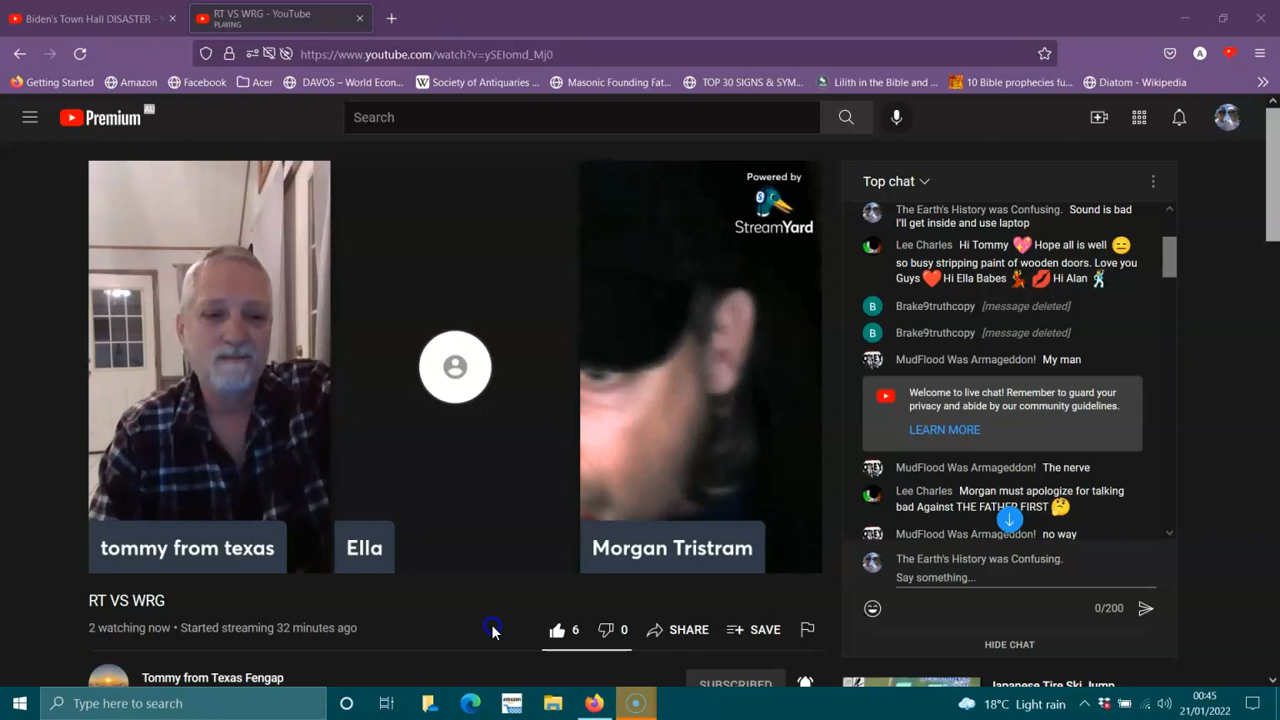 Biden's Town Hall DISASTER -
RT VS WRG - YouTube
PLAYING
https://www.youtube.com/watch?v=ySEIomd_Mj0
Getting Started
Amazon
Facebook
Acer
DAVOS – World Econ...
Society of Antiquaries ...
Masonic Founding Fat...
TOP 30 SIGNS & SYM...
Lilith in the Bible and ...
10 Bible prophecies fu...
Diatom - Wikipedia
Premium
AU
Search
Powered by
StreamYard
tommy from texas
Ella
Morgan Tristram
Top chat
The Earth's History was Confusing. Sound is bad
I'll get inside and use laptop
Lee Charles Hi Tommy 💖 Hope all is well 😑
so busy stripping paint of wooden doors. Love you
Guys ❤️ Hi Ella Babes 💃 💋 Hi Alan 🕺
B
Brake9truthcopy [message deleted]
B
Brake9truthcopy [message deleted]
MudFlood Was Armageddon! My man
Welcome to live chat! Remember to guard your
privacy and abide by our community guidelines.
LEARN MORE
MudFlood Was Armageddon! The nerve
Lee Charles Morgan must apologize for talking
bad Against THE FATHER FIRST 🤔
MudFlood Was Armageddon! no way
The Earth's History was Confusing.
Say something...
0/200
HIDE CHAT
RT VS WRG
2 watching now • Started streaming 32 minutes ago
6
0
SHARE
SAVE
Tommy from Texas Fengap
SUBSCRIBED
Japanese Tire Ski Jump
Type here to search
18°C Light rain
00:45
21/01/2022